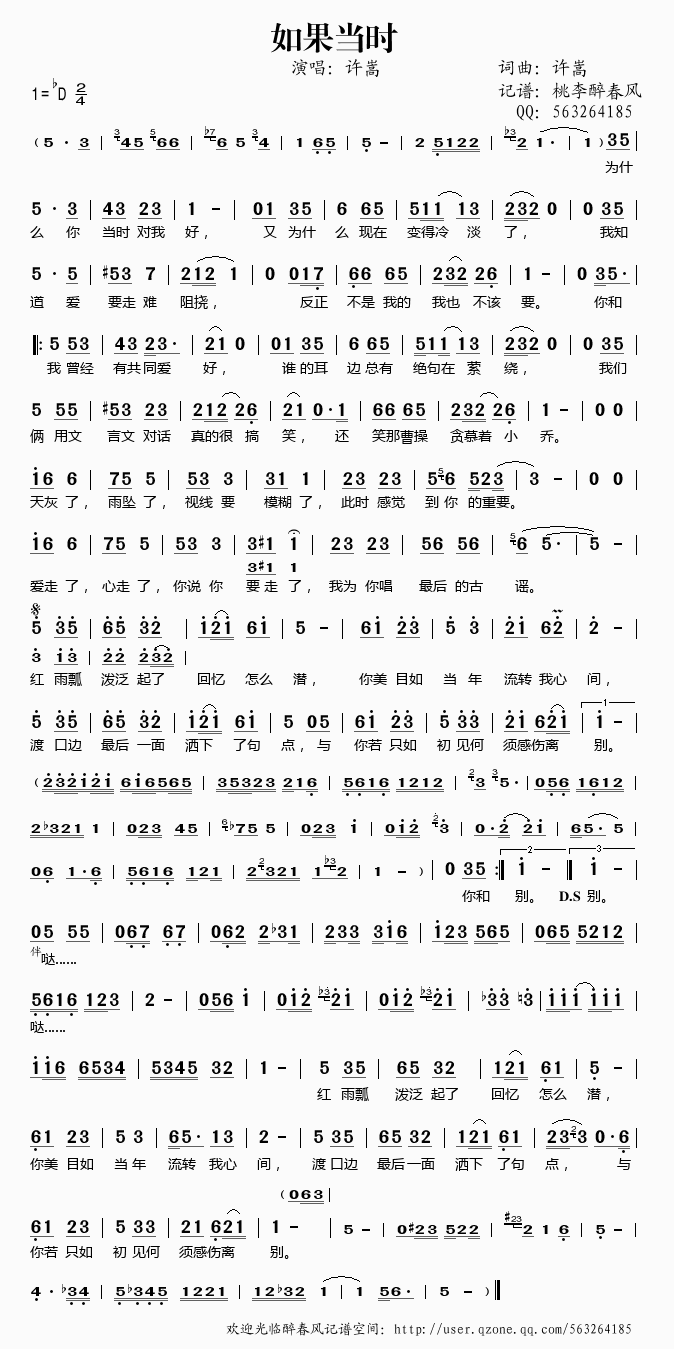 如果当时
演唱：许嵩
词曲：许嵩
1=♭D 2/4
记谱：桃李醉春风
QQ：563264185
(5 · 3 | 345 566 | ♭76 5 34 | 1 65 | 5 - | 2 5122 | ♭32 1 · | 1 ) 35 |
为什
5 · 3 | 43 23 | 1 - | 01 35 | 6 65 | 511 13 | 232 0 | 0 35 |
么 你 当时 对我 好， 又 为什 么 现在 变得冷 淡 了， 我知
5 · 5 | #53 7 | 212 1 | 0 017 | 66 65 | 232 26 | 1 - | 0 35· |
道 爱 要走 难 阻挠， 反正 不是 我的 我也 不该 要。 你和
‖: 5 53 | 43 23· | 21 0 | 01 35 | 6 65 | 511 13 | 232 0 | 0 35 |
我 曾经 有共 同爱 好， 谁 的耳 边 总有 绝句在 萦 绕， 我们
5 55 | #53 23 | 212 26 | 21 0·1 | 66 65 | 232 26 | 1 - | 0 0 |
俩 用文 言文 对话 真的很 搞 笑， 还 笑那 曹操 贪慕着 小 乔。
i6 6 | 75 5 | 53 3 | 31 1 | 23 23 | 556 523 | 3 - | 0 0 |
天灰 了， 雨坠 了， 视线 要 模糊 了， 此时 感觉 到 你 的重要。
i6 6 | 75 5 | 53 3 | 3#1 1 | 23 23 | 56 56 | 56 5· | 5 - |
3#1 1
爱走 了， 心走 了， 你说 你 要 走 了， 我为 你唱 最后 的古 谣。
5 35 | 65 32 | 121 61 | 5 - | 61 23 | 5 3 | 21 62 | 2 - |
3 13 | 22 232 |
红 雨瓢 泼泛 起了 回忆 怎么 潜， 你美 目如 当 年 流转 我心 间，
5 35 | 65 32 | 121 61 | 5 05 | 61 23 | 5 33 | 21 621 | 1 1 - |
渡 口边 最后 一面 洒下 了句 点，与 你若 只如 初 见何 须感伤离 别。
(232121 616565 | 35323 216 | 5616 1212 | 23 35· | 056 1612 |
2♭321 1 | 023 45 | 6♭75 5 | 023 i | 012 23 | 0·2 21 | 65· 5 |
06 1·6 | 5616 121 | 22321 1♭32 | 1 - ) | 0 35 :‖ 2 1 - ‖ 3 1 - |
你和 别。 D.S 别。
05 55 | 067 67 | 062 2♭31 | 233 316 | 123 565 | 065 5212 |
伴
哒……
5616 123 | 2 - | 056 i | 012 ♭321 | 012 ♭321 | ♭33 ♮3 | 111 111 |
哒……
116 6534 | 5345 32 | 1 - | 5 35 | 65 32 | 121 61 | 5 - |
红 雨瓢 泼泛 起了 回忆 怎么 潜，
61 23 | 5 3 | 65· 13 | 2 - | 5 35 | 65 32 | 121 61 | 2323 0·6 |
你美 目如 当 年 流转 我心 间， 渡 口边 最后 一面 洒下 了句 点， 与
(063 |
61 23 | 5 33 | 21 621 | 1 - | 5 - | 0#23 522 | #232 1 6 | 5 - |
你若 只如 初 见何 须感伤离 别。
4 · ♭34 | 5♭345 1221 | 12♭32 1 | 1 56· | 5 - ) ‖
欢迎光临醉春风记谱空间：http://user.qzone.qq.com/563264185